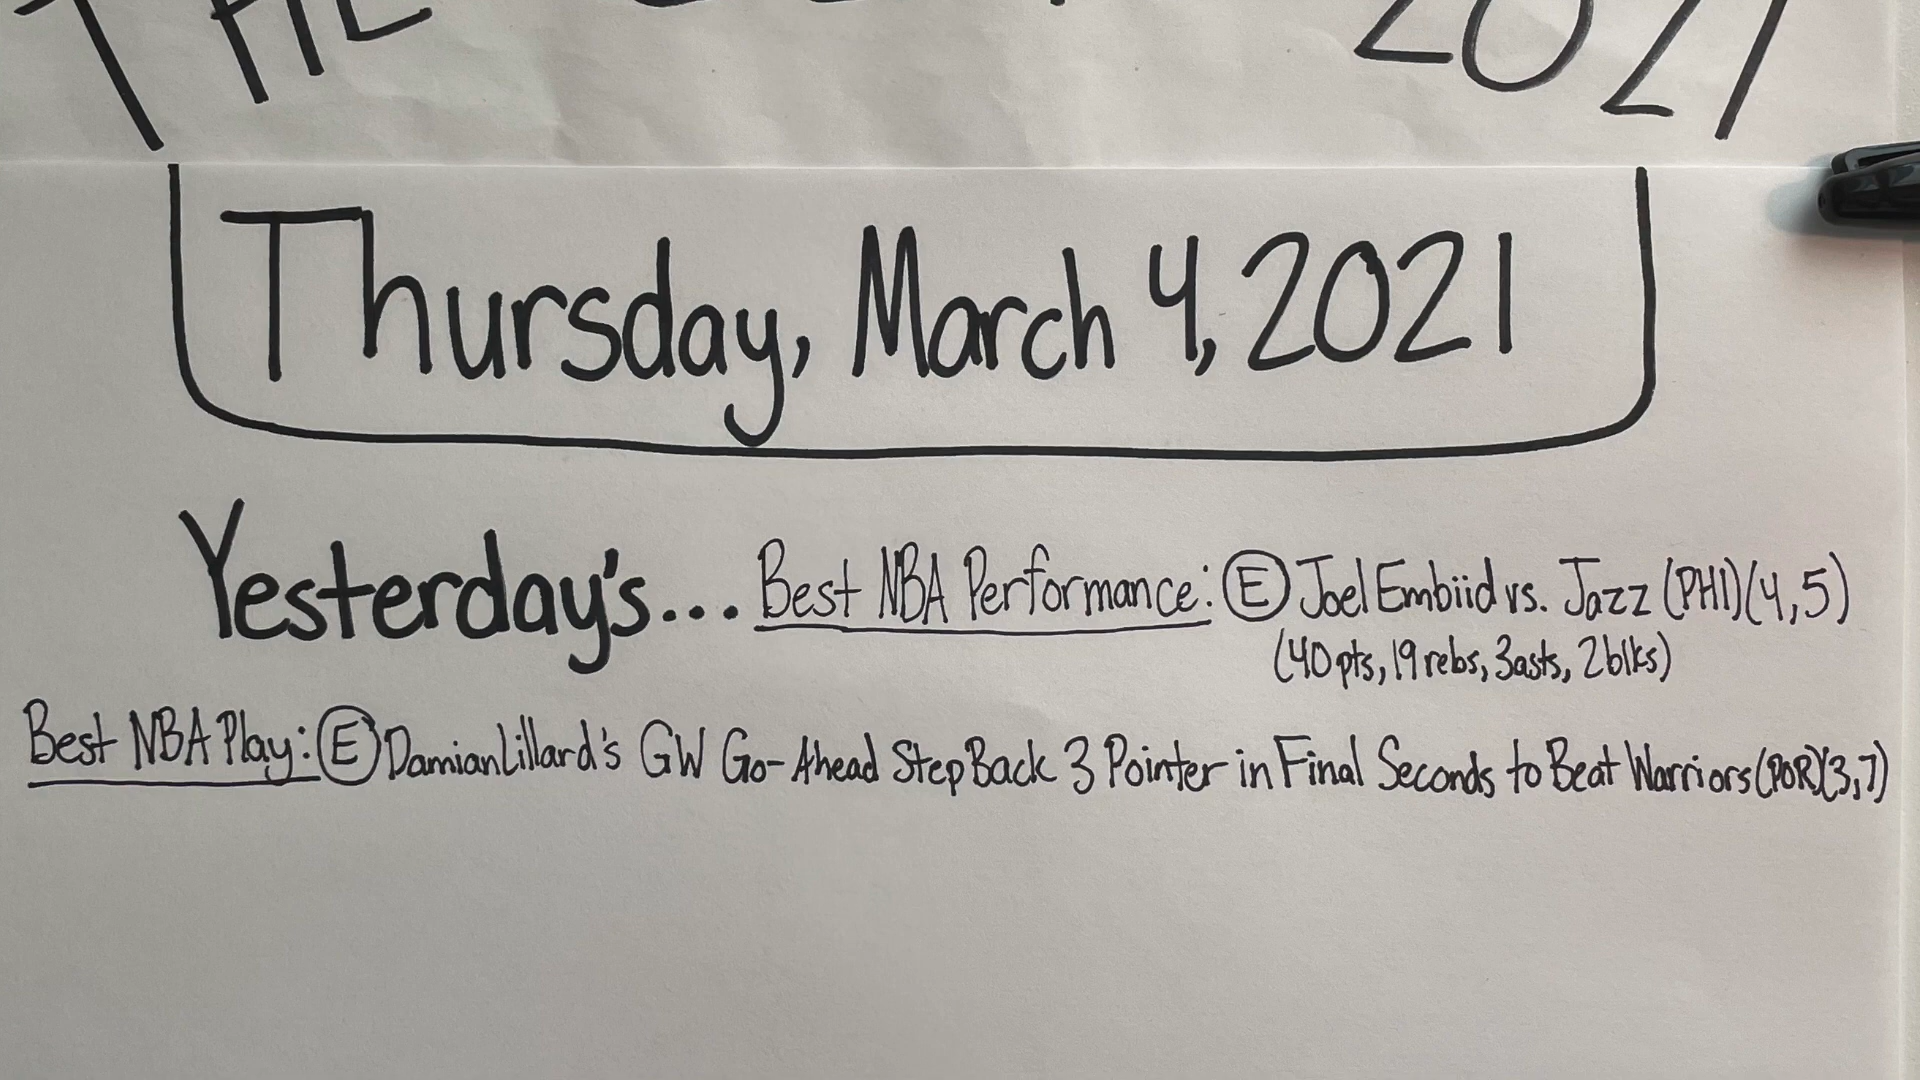 THE 2021
Thursday, March 4, 2021
Yesterday's... Best NBA Performance: E Joel Embiid vs. Jazz (PHI)(4,5)
(40 pts, 19 rebs, 3 asts, 2 blks)
Best NBA Play: E Damian Lillard's GW Go-Ahead Step Back 3 Pointer in Final Seconds to Beat Warriors (POR)(3,7)